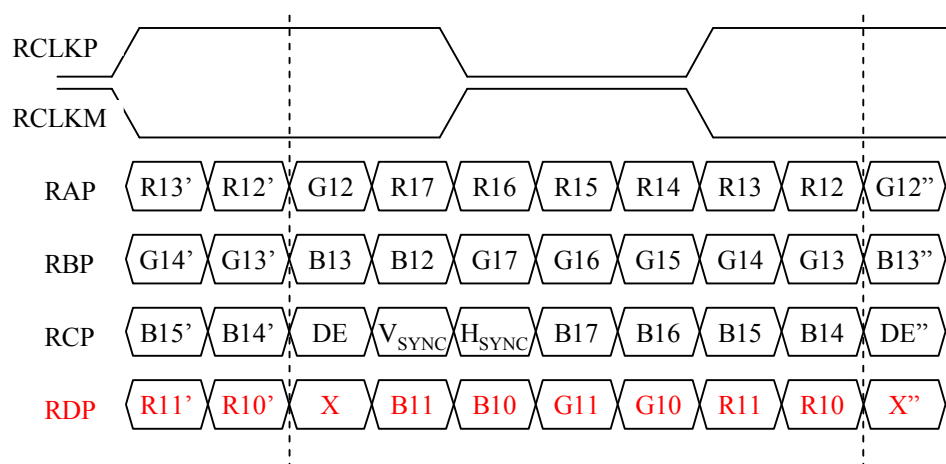 RCLKP
RCLKM
RAP R13’ R12’ G12 R17 R16 R15 R14 R13 R12 G12”
RBP G14’ G13’ B13 B12 G17 G16 G15 G14 G13 B13”
RCP B15’ B14’ DE VSYNC HSYNC B17 B16 B15 B14 DE”
RDP R11’ R10’ X B11 B10 G11 G10 R11 R10 X”